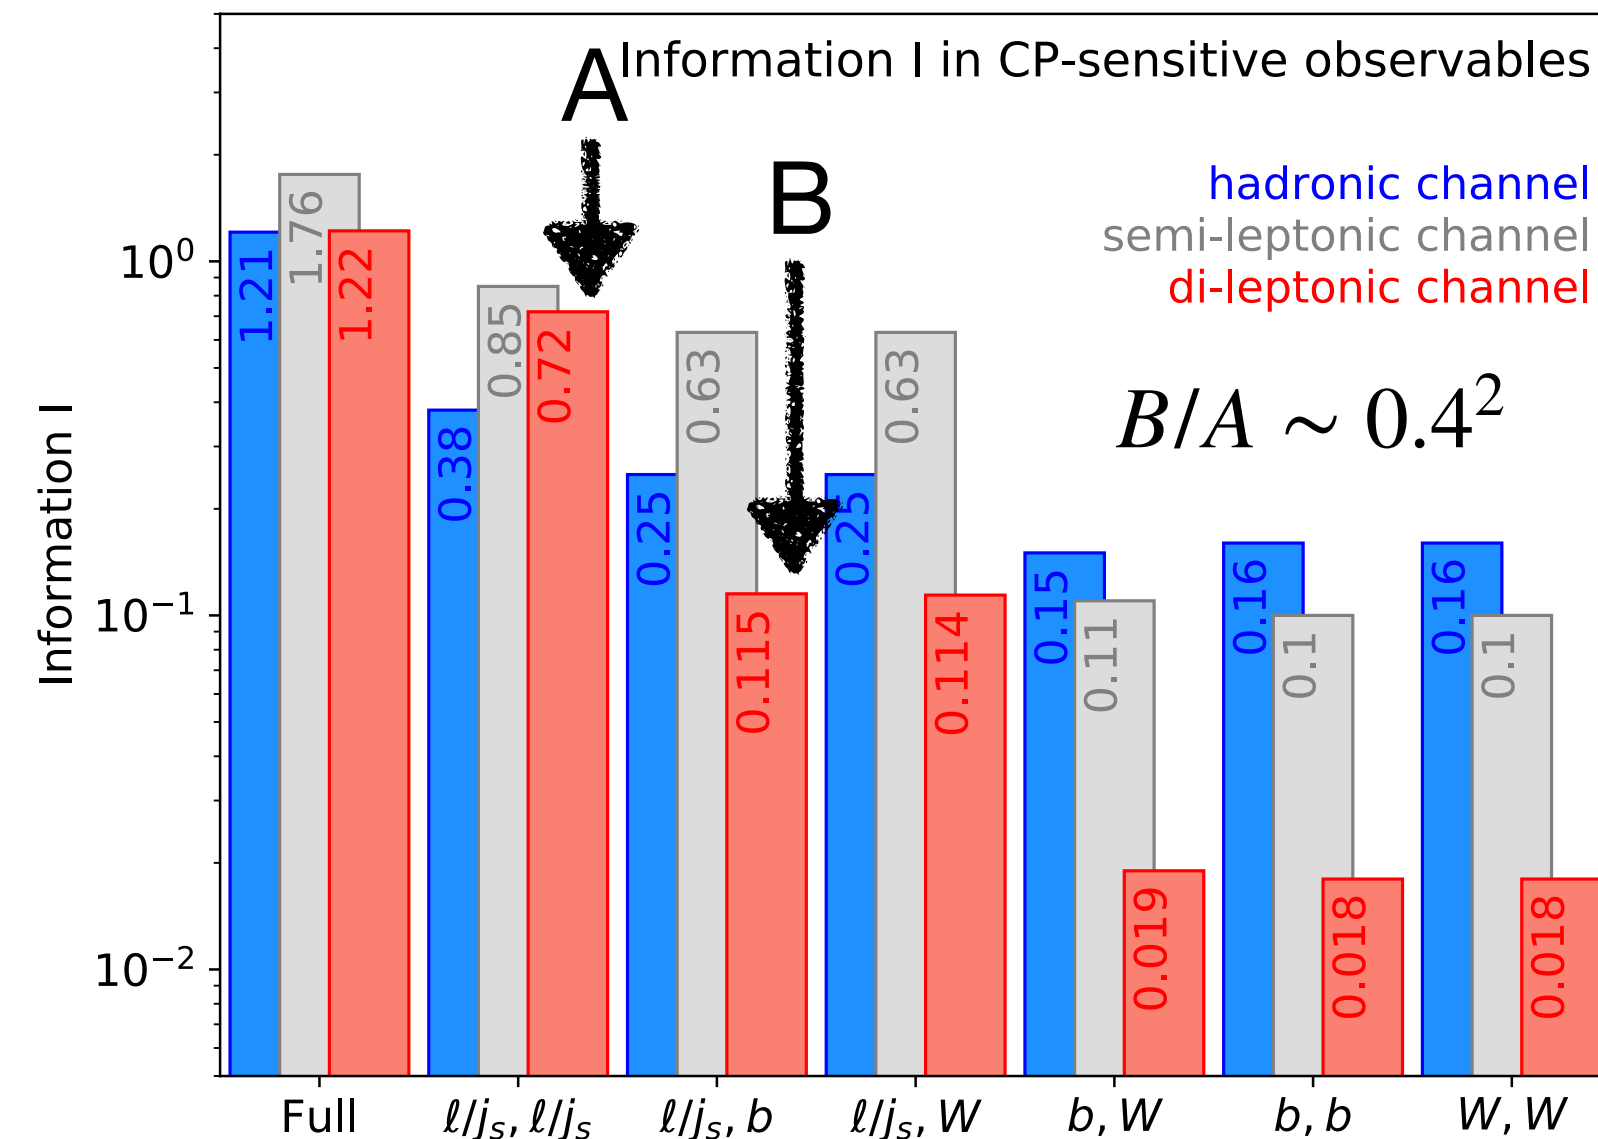 Information I in CP-sensitive observables
A
B
hadronic channel
semi-leptonic channel
di-leptonic channel
B/A ∼ 0.4²
Information I
10⁰
10⁻¹
10⁻²
1.21
1.76
1.22
0.38
0.85
0.72
0.25
0.63
0.115
0.25
0.63
0.114
0.15
0.11
0.019
0.16
0.1
0.018
0.16
0.1
0.018
Full
ℓ/jₛ, ℓ/jₛ
ℓ/jₛ, b
ℓ/jₛ, W
b, W
b, b
W, W